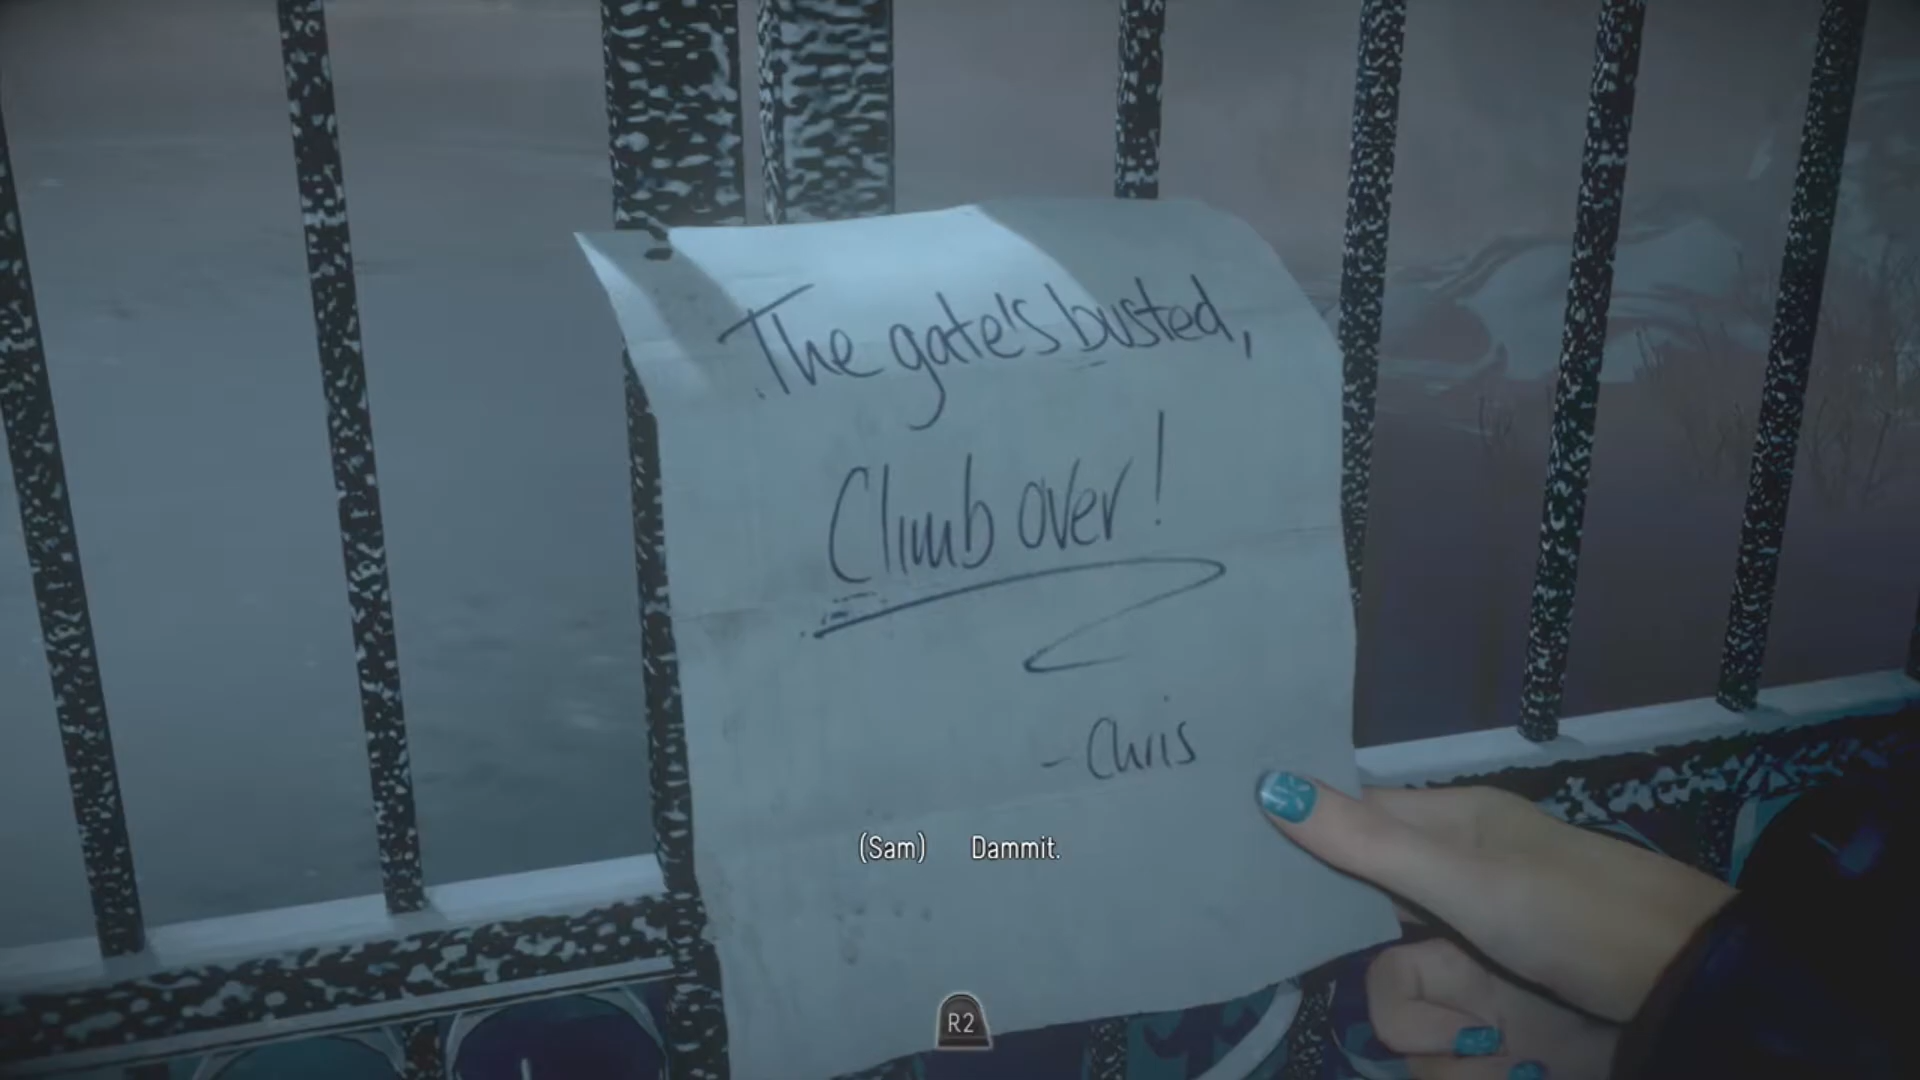 The gate's busted,
Climb over!
- Chris
(Sam) Dammit.
R2